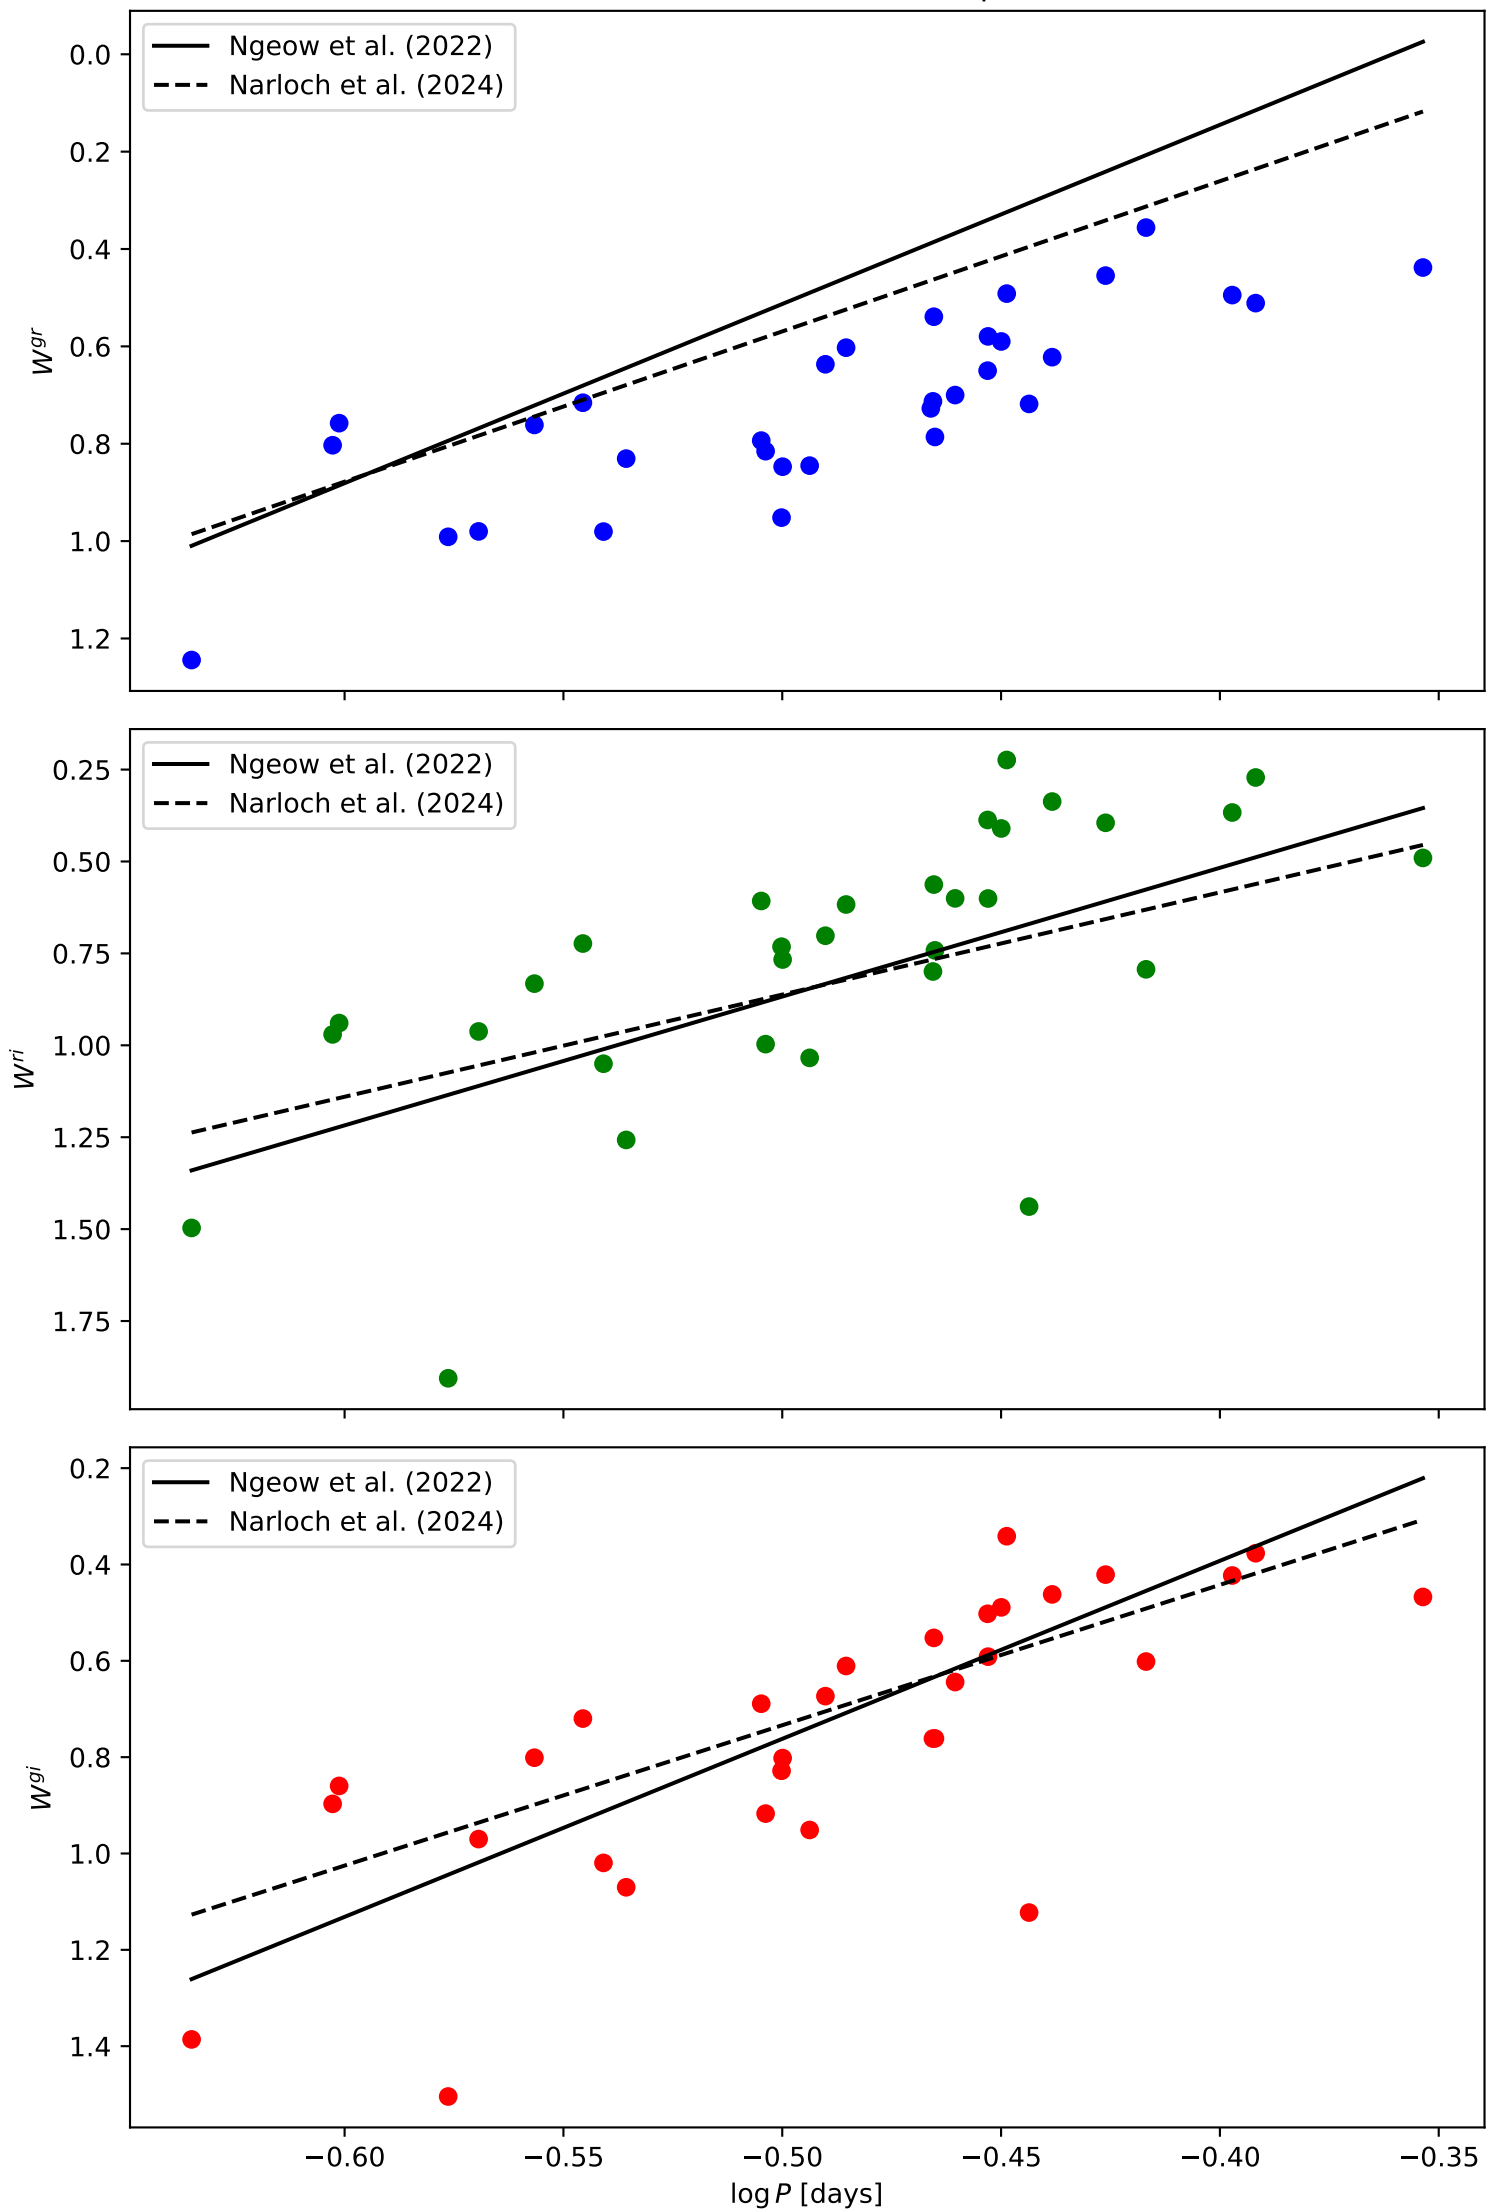 Ngeow et al. (2022)
Narloch et al. (2024)
0.0
0.2
0.4
0.6
0.8
1.0
1.2
W^{gr}
Ngeow et al. (2022)
Narloch et al. (2024)
0.25
0.50
0.75
1.00
1.25
1.50
1.75
W^{ri}
Ngeow et al. (2022)
Narloch et al. (2024)
0.2
0.4
0.6
0.8
1.0
1.2
1.4
W^{gi}
−0.60 −0.55 −0.50 −0.45 −0.40 −0.35
log P [days]